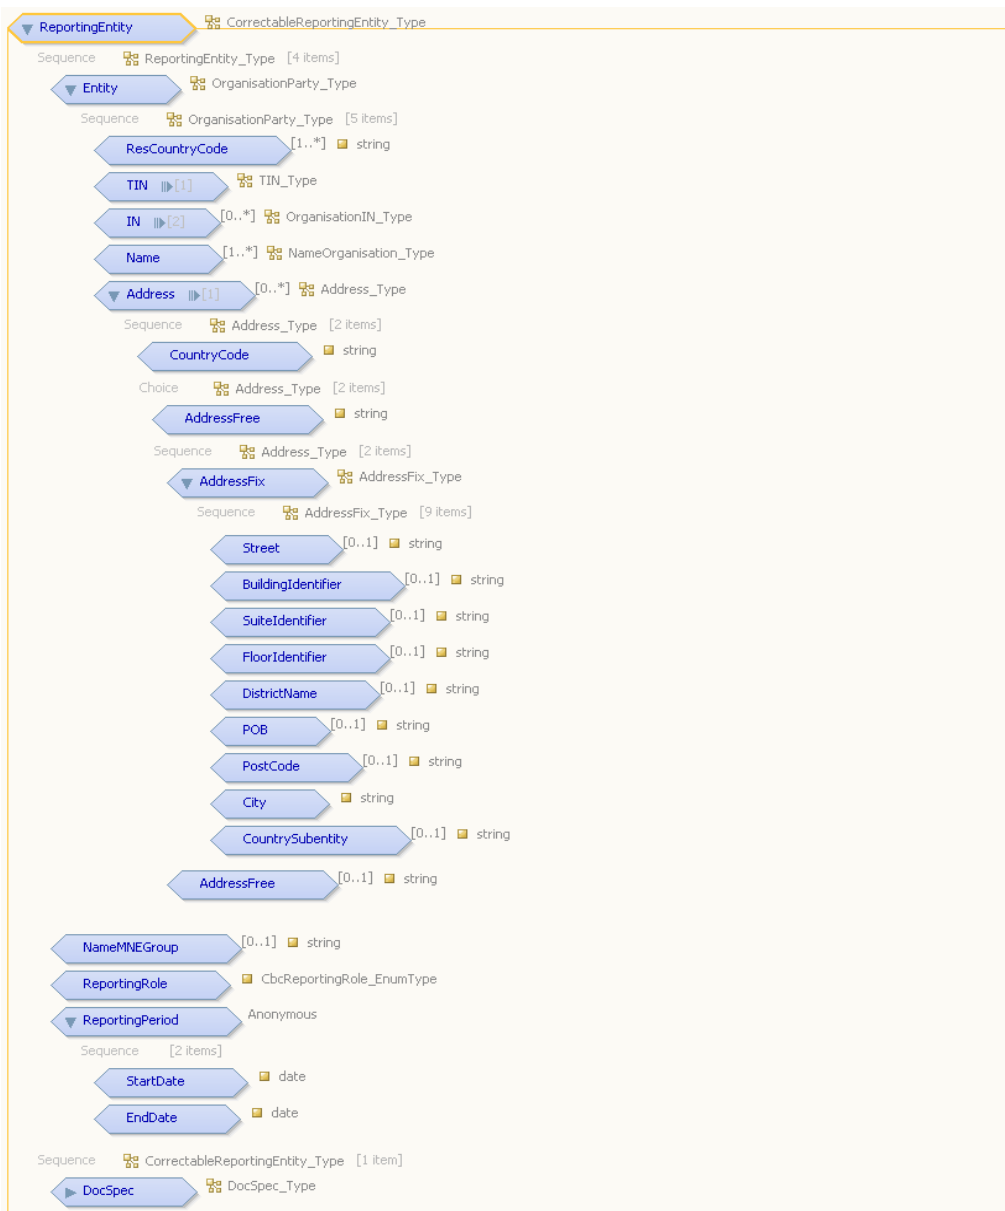 ReportingEntity CorrectableReportingEntity_Type
Sequence ReportingEntity_Type [4 items]
Entity OrganisationParty_Type
Sequence OrganisationParty_Type [5 items]
ResCountryCode [1..*] string
TIN [1] TIN_Type
IN [2] [0..*] OrganisationIN_Type
Name [1..*] NameOrganisation_Type
Address [1] [0..*] Address_Type
Sequence Address_Type [2 items]
CountryCode string
Choice Address_Type [2 items]
AddressFree string
Sequence Address_Type [2 items]
AddressFix AddressFix_Type
Sequence AddressFix_Type [9 items]
Street [0..1] string
BuildingIdentifier [0..1] string
SuiteIdentifier [0..1] string
FloorIdentifier [0..1] string
DistrictName [0..1] string
POB [0..1] string
PostCode [0..1] string
City string
CountrySubentity [0..1] string
AddressFree [0..1] string
NameMNEGroup [0..1] string
ReportingRole CbcReportingRole_EnumType
ReportingPeriod Anonymous
Sequence [2 items]
StartDate date
EndDate date
Sequence CorrectableReportingEntity_Type [1 item]
DocSpec DocSpec_Type